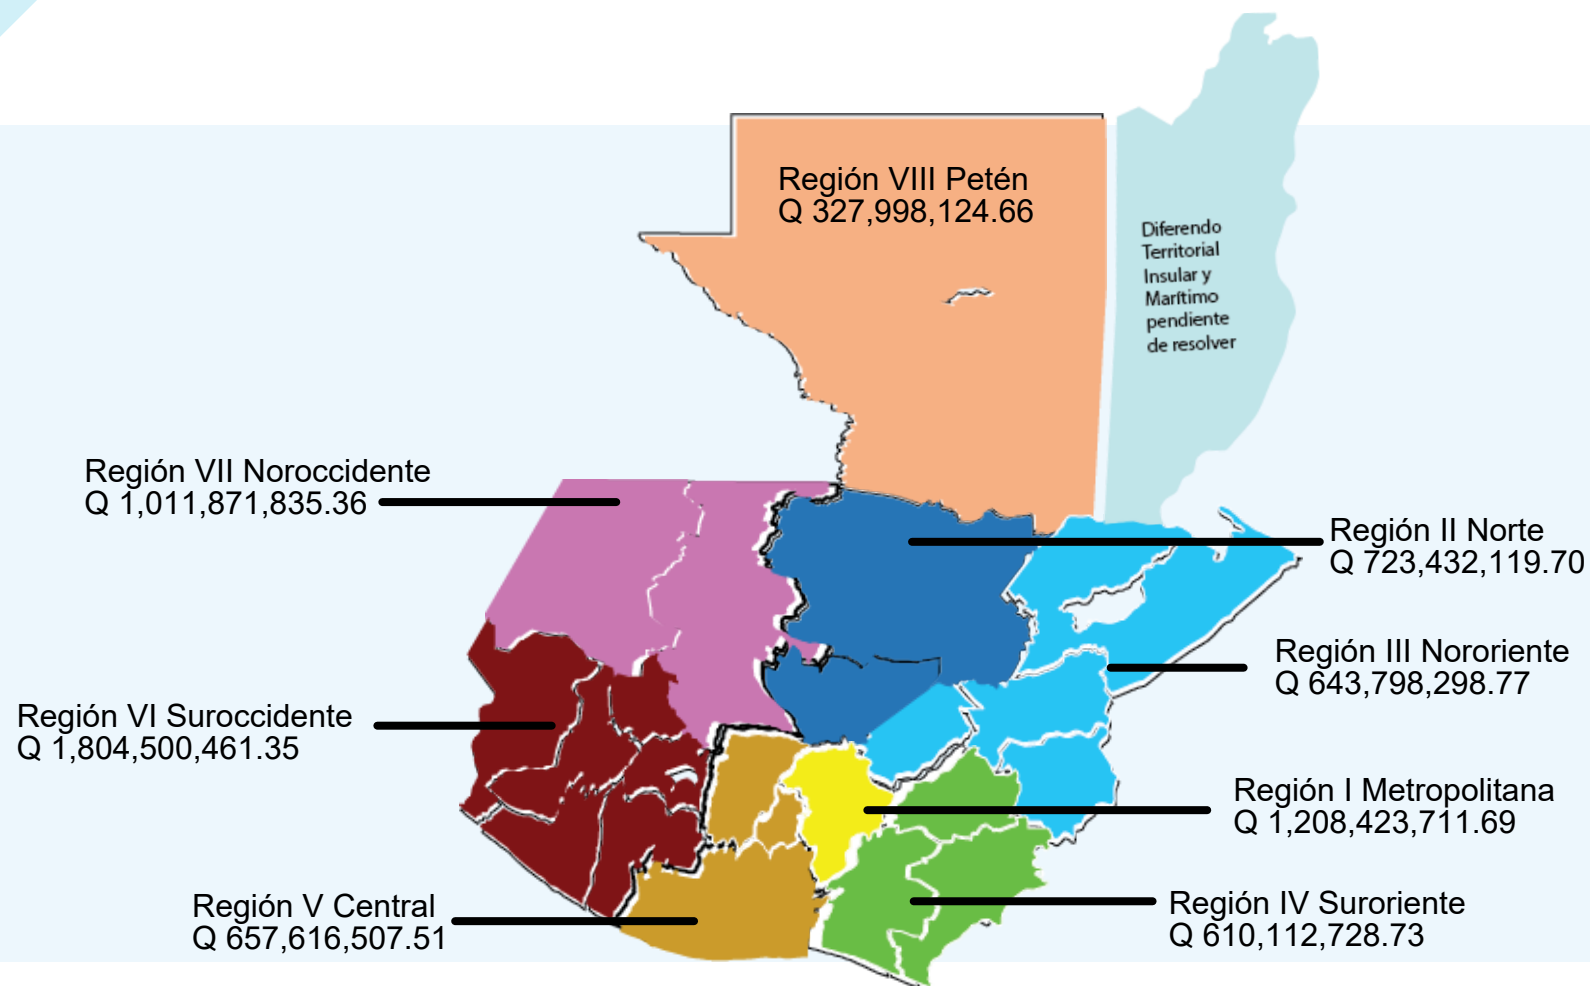 Región VIII Petén
Q 327,998,124.66
Diferendo
Territorial
Insular y
Marítimo
pendiente
de resolver
Región VII Noroccidente
Q 1,011,871,835.36
Región II Norte
Q 723,432,119.70
Región III Nororiente
Q 643,798,298.77
Región VI Suroccidente
Q 1,804,500,461.35
Región I Metropolitana
Q 1,208,423,711.69
Región V Central
Q 657,616,507.51
Región IV Suroriente
Q 610,112,728.73